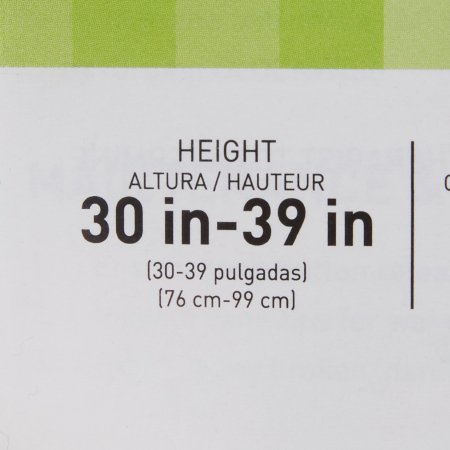 HEIGHT
ALTURA / HAUTEUR
30 in-39 in
(30-39 pulgadas)
(76 cm-99 cm)